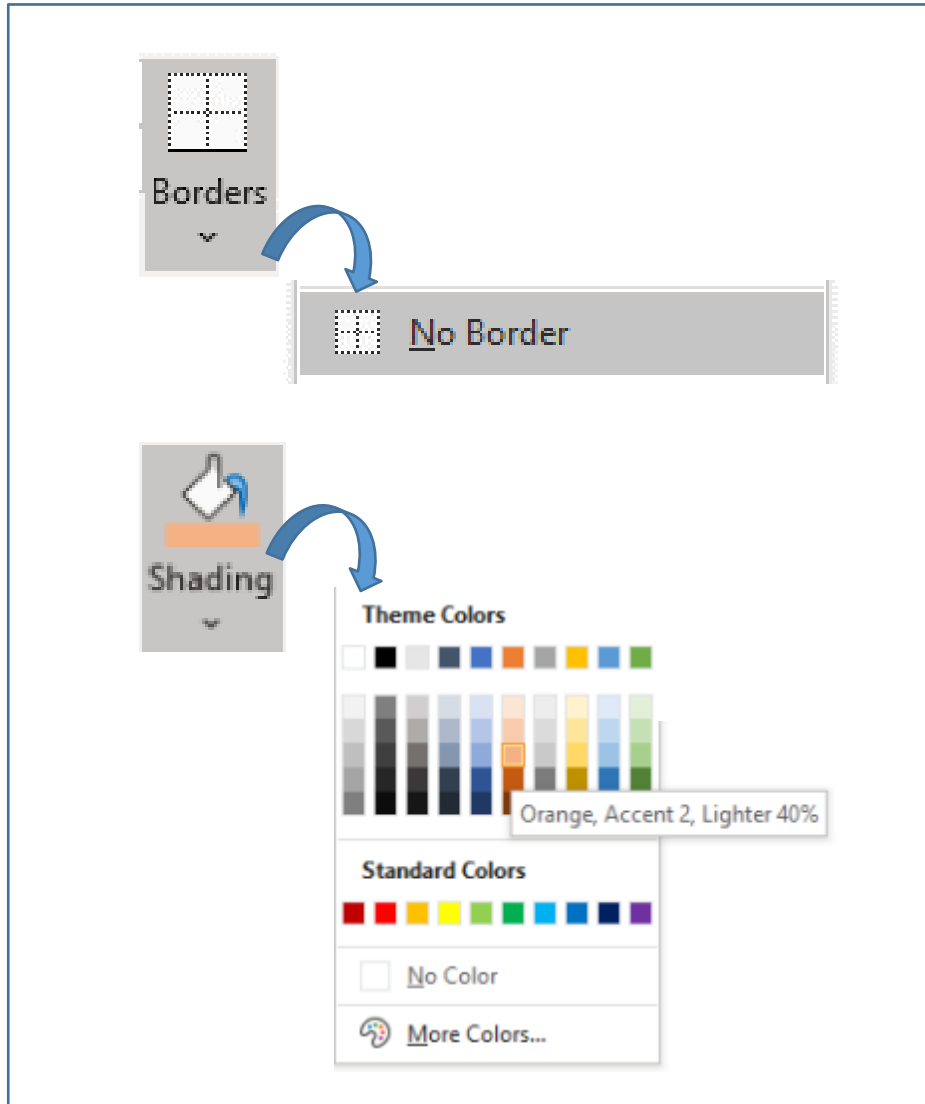 Borders
No Border
Shading
Theme Colors
Orange, Accent 2, Lighter 40%
Standard Colors
No Color
More Colors...